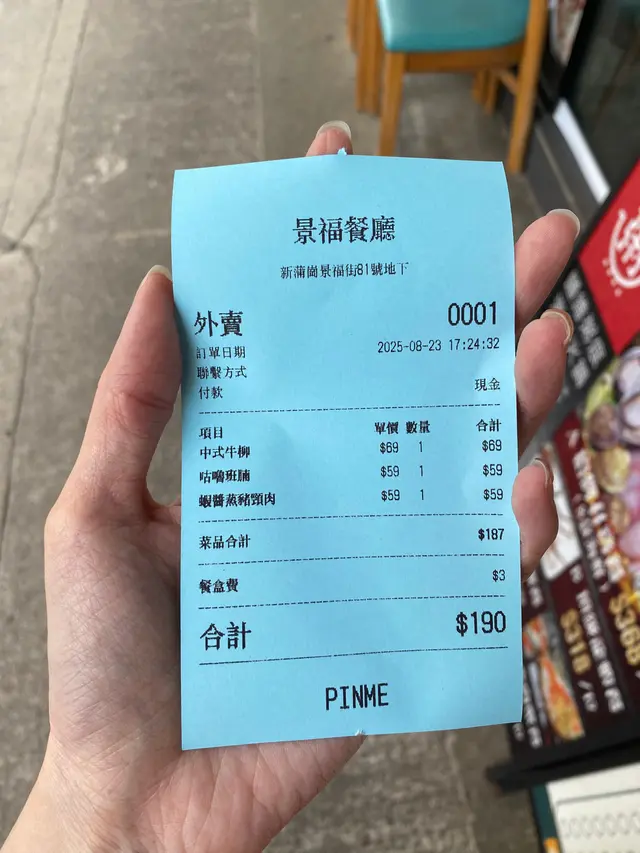 景福餐廳
新蒲崗景福街81號地下
外賣 0001
訂單日期 2025-08-23 17:24:32
聯繫方式
付款 現金
項目 單價 數量 合計
中式牛柳 $69 1 $69
咕嚕班腩 $59 1 $59
蝦醬蒸豬頸肉 $59 1 $59
菜品合計 $187
餐盒費 $3
合計 $190
PINME
$318
$368